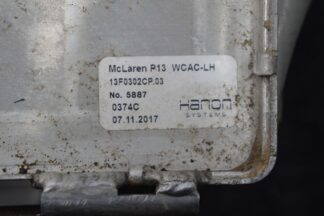 McLaren P13 WCAC-LH
13F0302CP.03
No. 5887
0374C
07.11.2017
Hanon
SYSTEMS